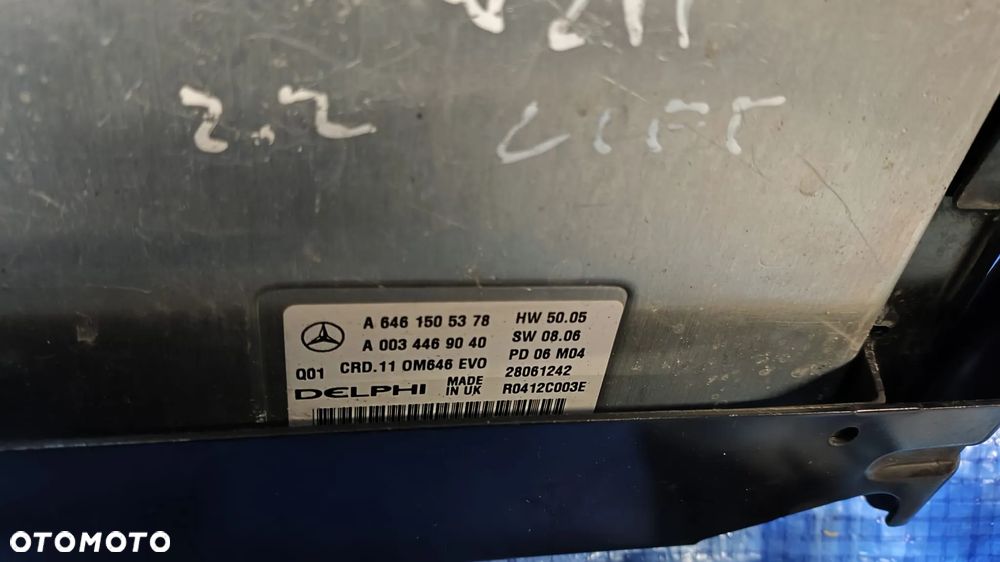 2.2 LIFT
A 646 150 53 78 HW 50.05
A 003 446 90 40 SW 08.06
Q01 CRD.11 OM646 EVO PD 06 M04
28061242
DELPHI MADE IN UK R0412C003E
OTOMOTO